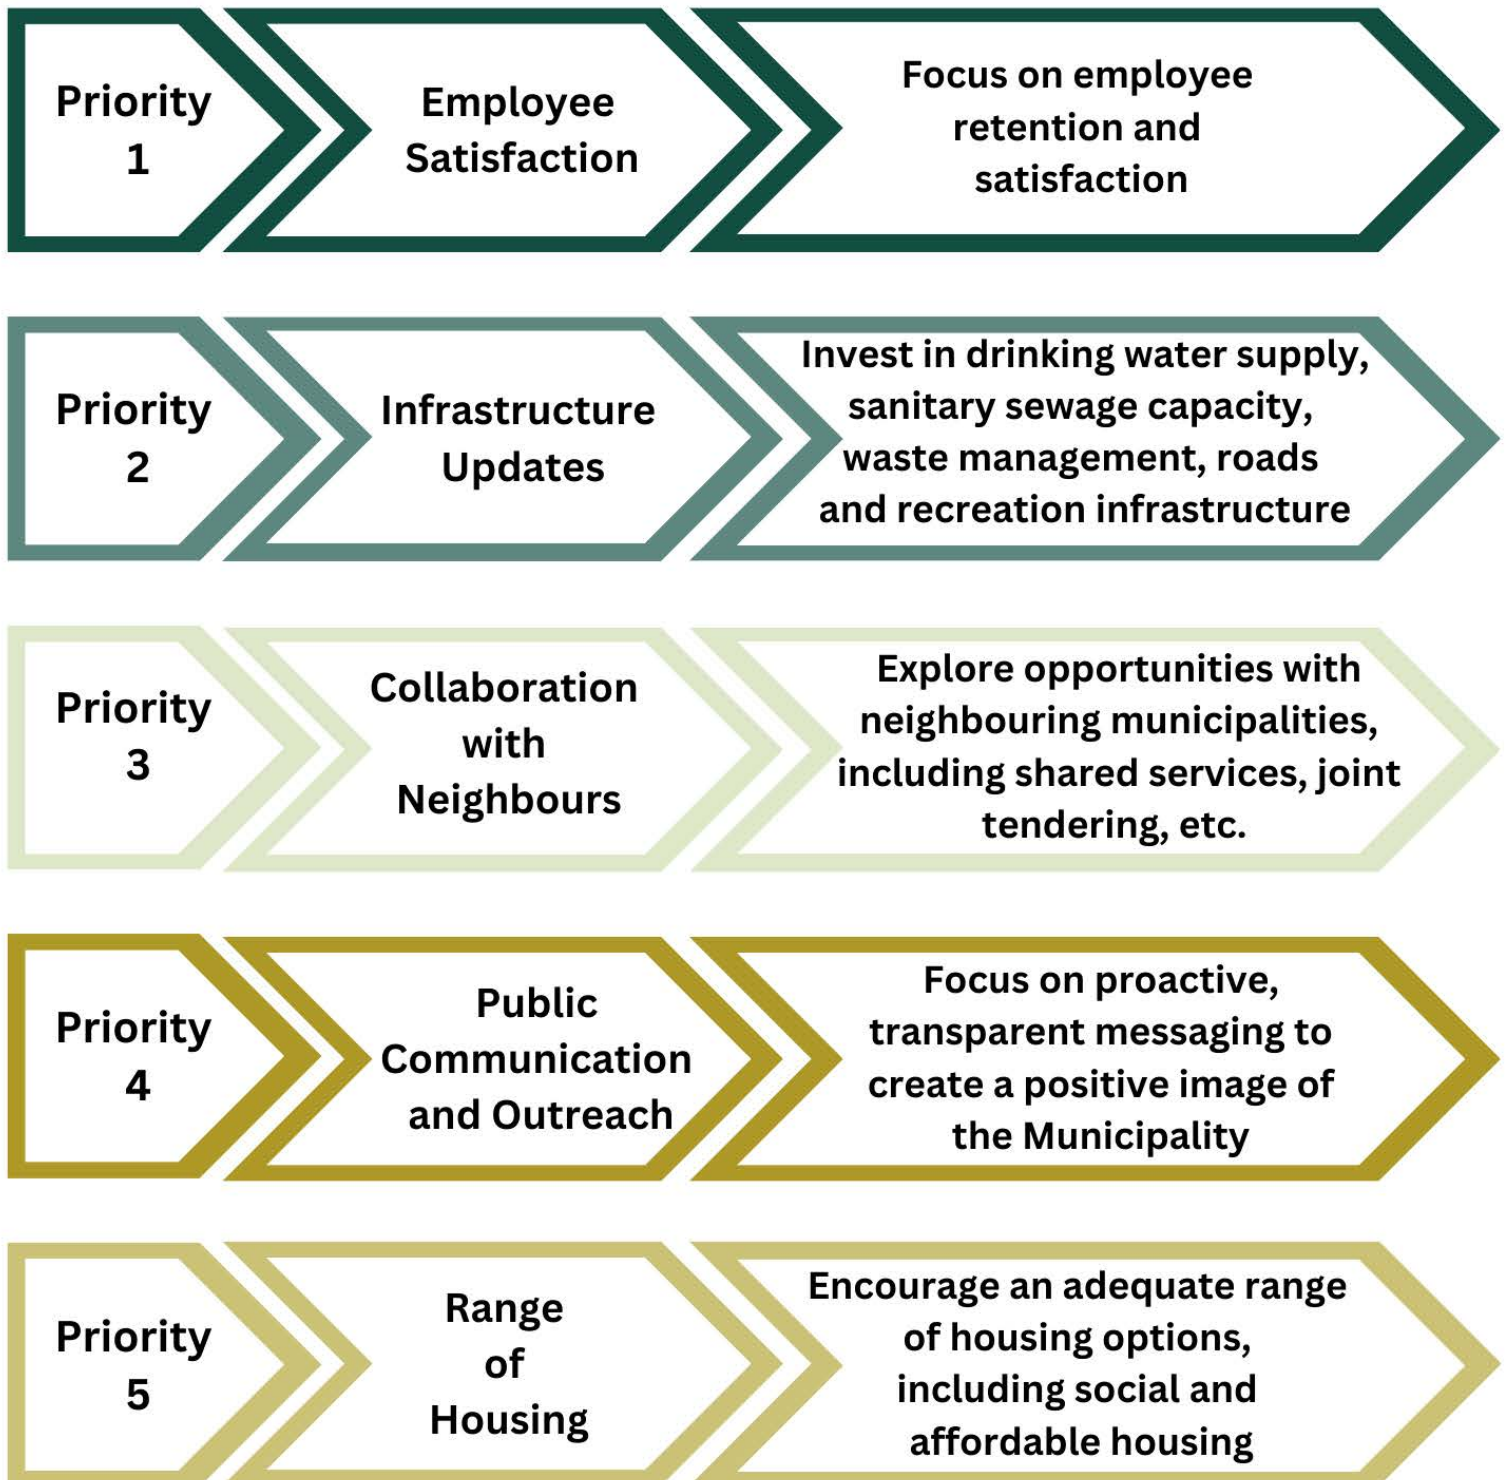 Priority
1
Employee
Satisfaction
Focus on employee
retention and
satisfaction
Priority
2
Infrastructure
Updates
Invest in drinking water supply,
sanitary sewage capacity,
waste management, roads
and recreation infrastructure
Priority
3
Collaboration
with
Neighbours
Explore opportunities with
neighbouring municipalities,
including shared services, joint
tendering, etc.
Priority
4
Public
Communication
and Outreach
Focus on proactive,
transparent messaging to
create a positive image of
the Municipality
Priority
5
Range
of
Housing
Encourage an adequate range
of housing options,
including social and
affordable housing